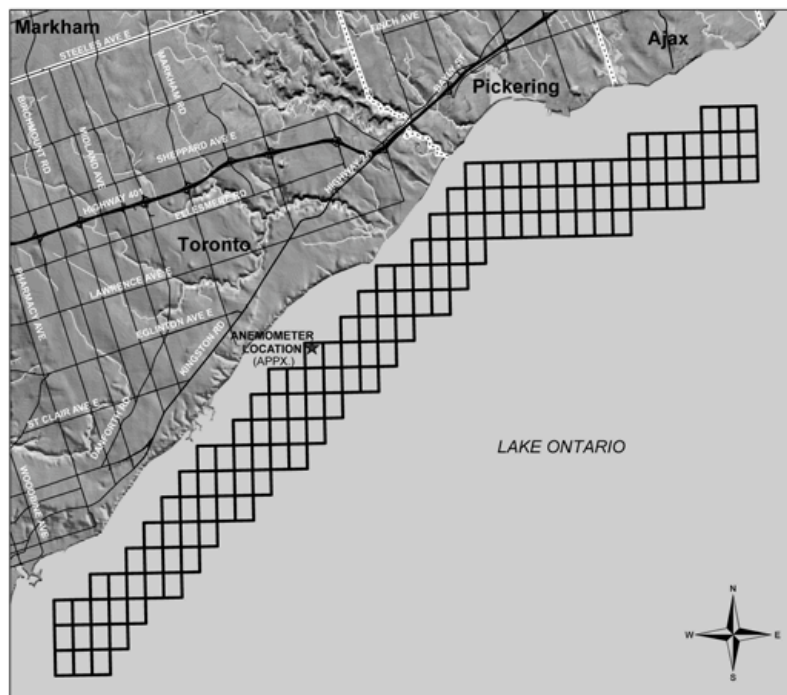 Markham
STEELES AVE E
FINCH AVE
Ajax
MARKHAM RD
Pickering
BIRCHMOUNT RD
MIDLAND AVE
SHEPPARD AVE E
HIGHWAY 401
ELLESMERE RD
Toronto
LAWRENCE AVE E
PHARMACY AVE
EGLINTON AVE E
KINGSTON RD
ANEMOMETER
LOCATION
(APPX.)
ST CLAIR AVE E
DANFORTH RD
WOODBINE AVE
LAKE ONTARIO
N
W
E
S